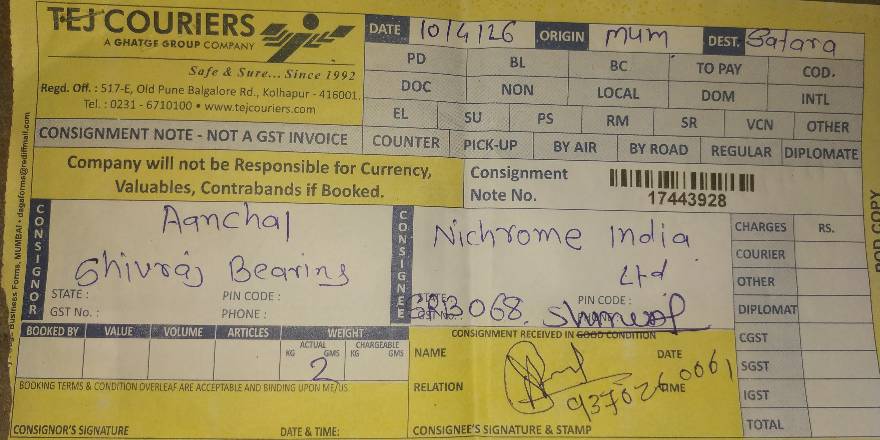 TEJ COURIERS
A GHATGE GROUP COMPANY
Safe & Sure... Since 1992
Regd. Off. : 517-E, Old Pune Balgalore Rd., Kolhapur - 416001.
Tel. : 0231 - 6710100 • www.tejcouriers.com
CONSIGNMENT NOTE - NOT A GST INVOICE
DATE 10/4/26 ORIGIN mum DEST. Satara
PD BL BC TO PAY COD.
DOC NON LOCAL DOM INTL
EL SU PS RM SR VCN OTHER
COUNTER PICK-UP BY AIR BY ROAD REGULAR DIPLOMATE
Company will not be Responsible for Currency,
Valuables, Contrabands if Booked.
Consignment
Note No.
17443928
CONSIGNOR
Aanchal
Shivraj Bearing
STATE : PIN CODE :
GST No. : PHONE :
CONSIGNEE
Nichrome India
Ltd
PIN CODE :
068.
CHARGES RS.
COURIER
OTHER
DIPLOMAT
CGST
SGST
IGST
TOTAL
BOOKED BY VALUE VOLUME ARTICLES WEIGHT
ACTUAL CHARGEABLE
KG GMS KG GMS
2
BOOKING TERMS & CONDITION OVERLEAF ARE ACCEPTABLE AND BINDING UPON ME/US
CONSIGNOR'S SIGNATURE DATE & TIME:
CONSIGNMENT RECEIVED IN GOOD CONDITION
NAME DATE
RELATION TIME
CONSIGNEE'S SIGNATURE & STAMP
Business Forms, MUMBAI • dagaforms@rediffmail.com
POD COPY